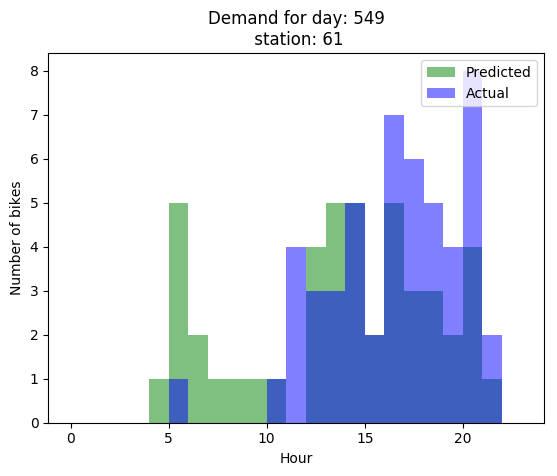 Demand for day: 549
station: 61
Predicted
Actual
Number of bikes
8
7
6
5
4
3
2
1
0
0 5 10 15 20
Hour